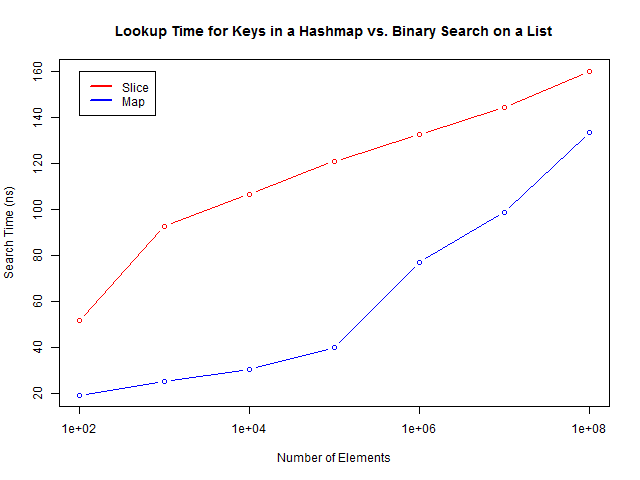 Lookup Time for Keys in a Hashmap vs. Binary Search on a List
Slice
Map
160
140
120
100
80
60
40
20
Search Time (ns)
1e+02
1e+04
1e+06
1e+08
Number of Elements